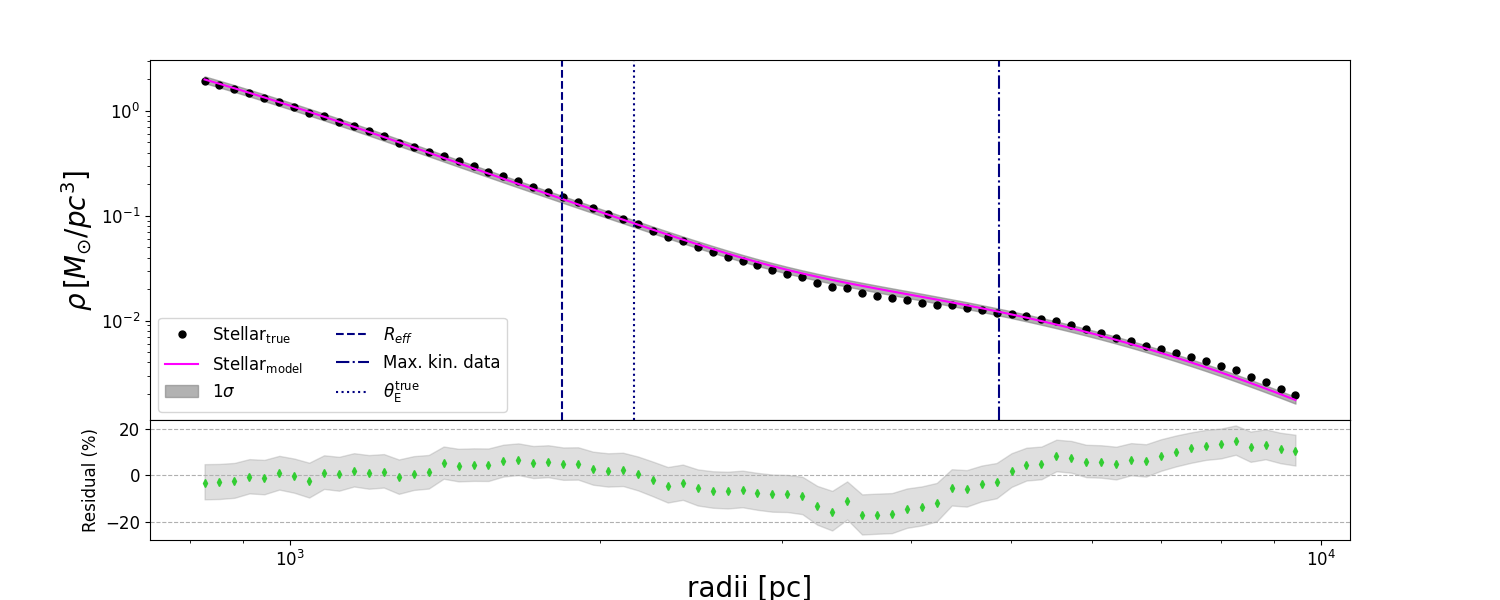 10⁰
10⁻¹
10⁻²
ρ [M⊙/pc³]
Stellar_true
Stellar_model
1σ
R_eff
Max. kin. data
θ_E^true
20
0
−20
Residual (%)
10³
10⁴
radii [pc]